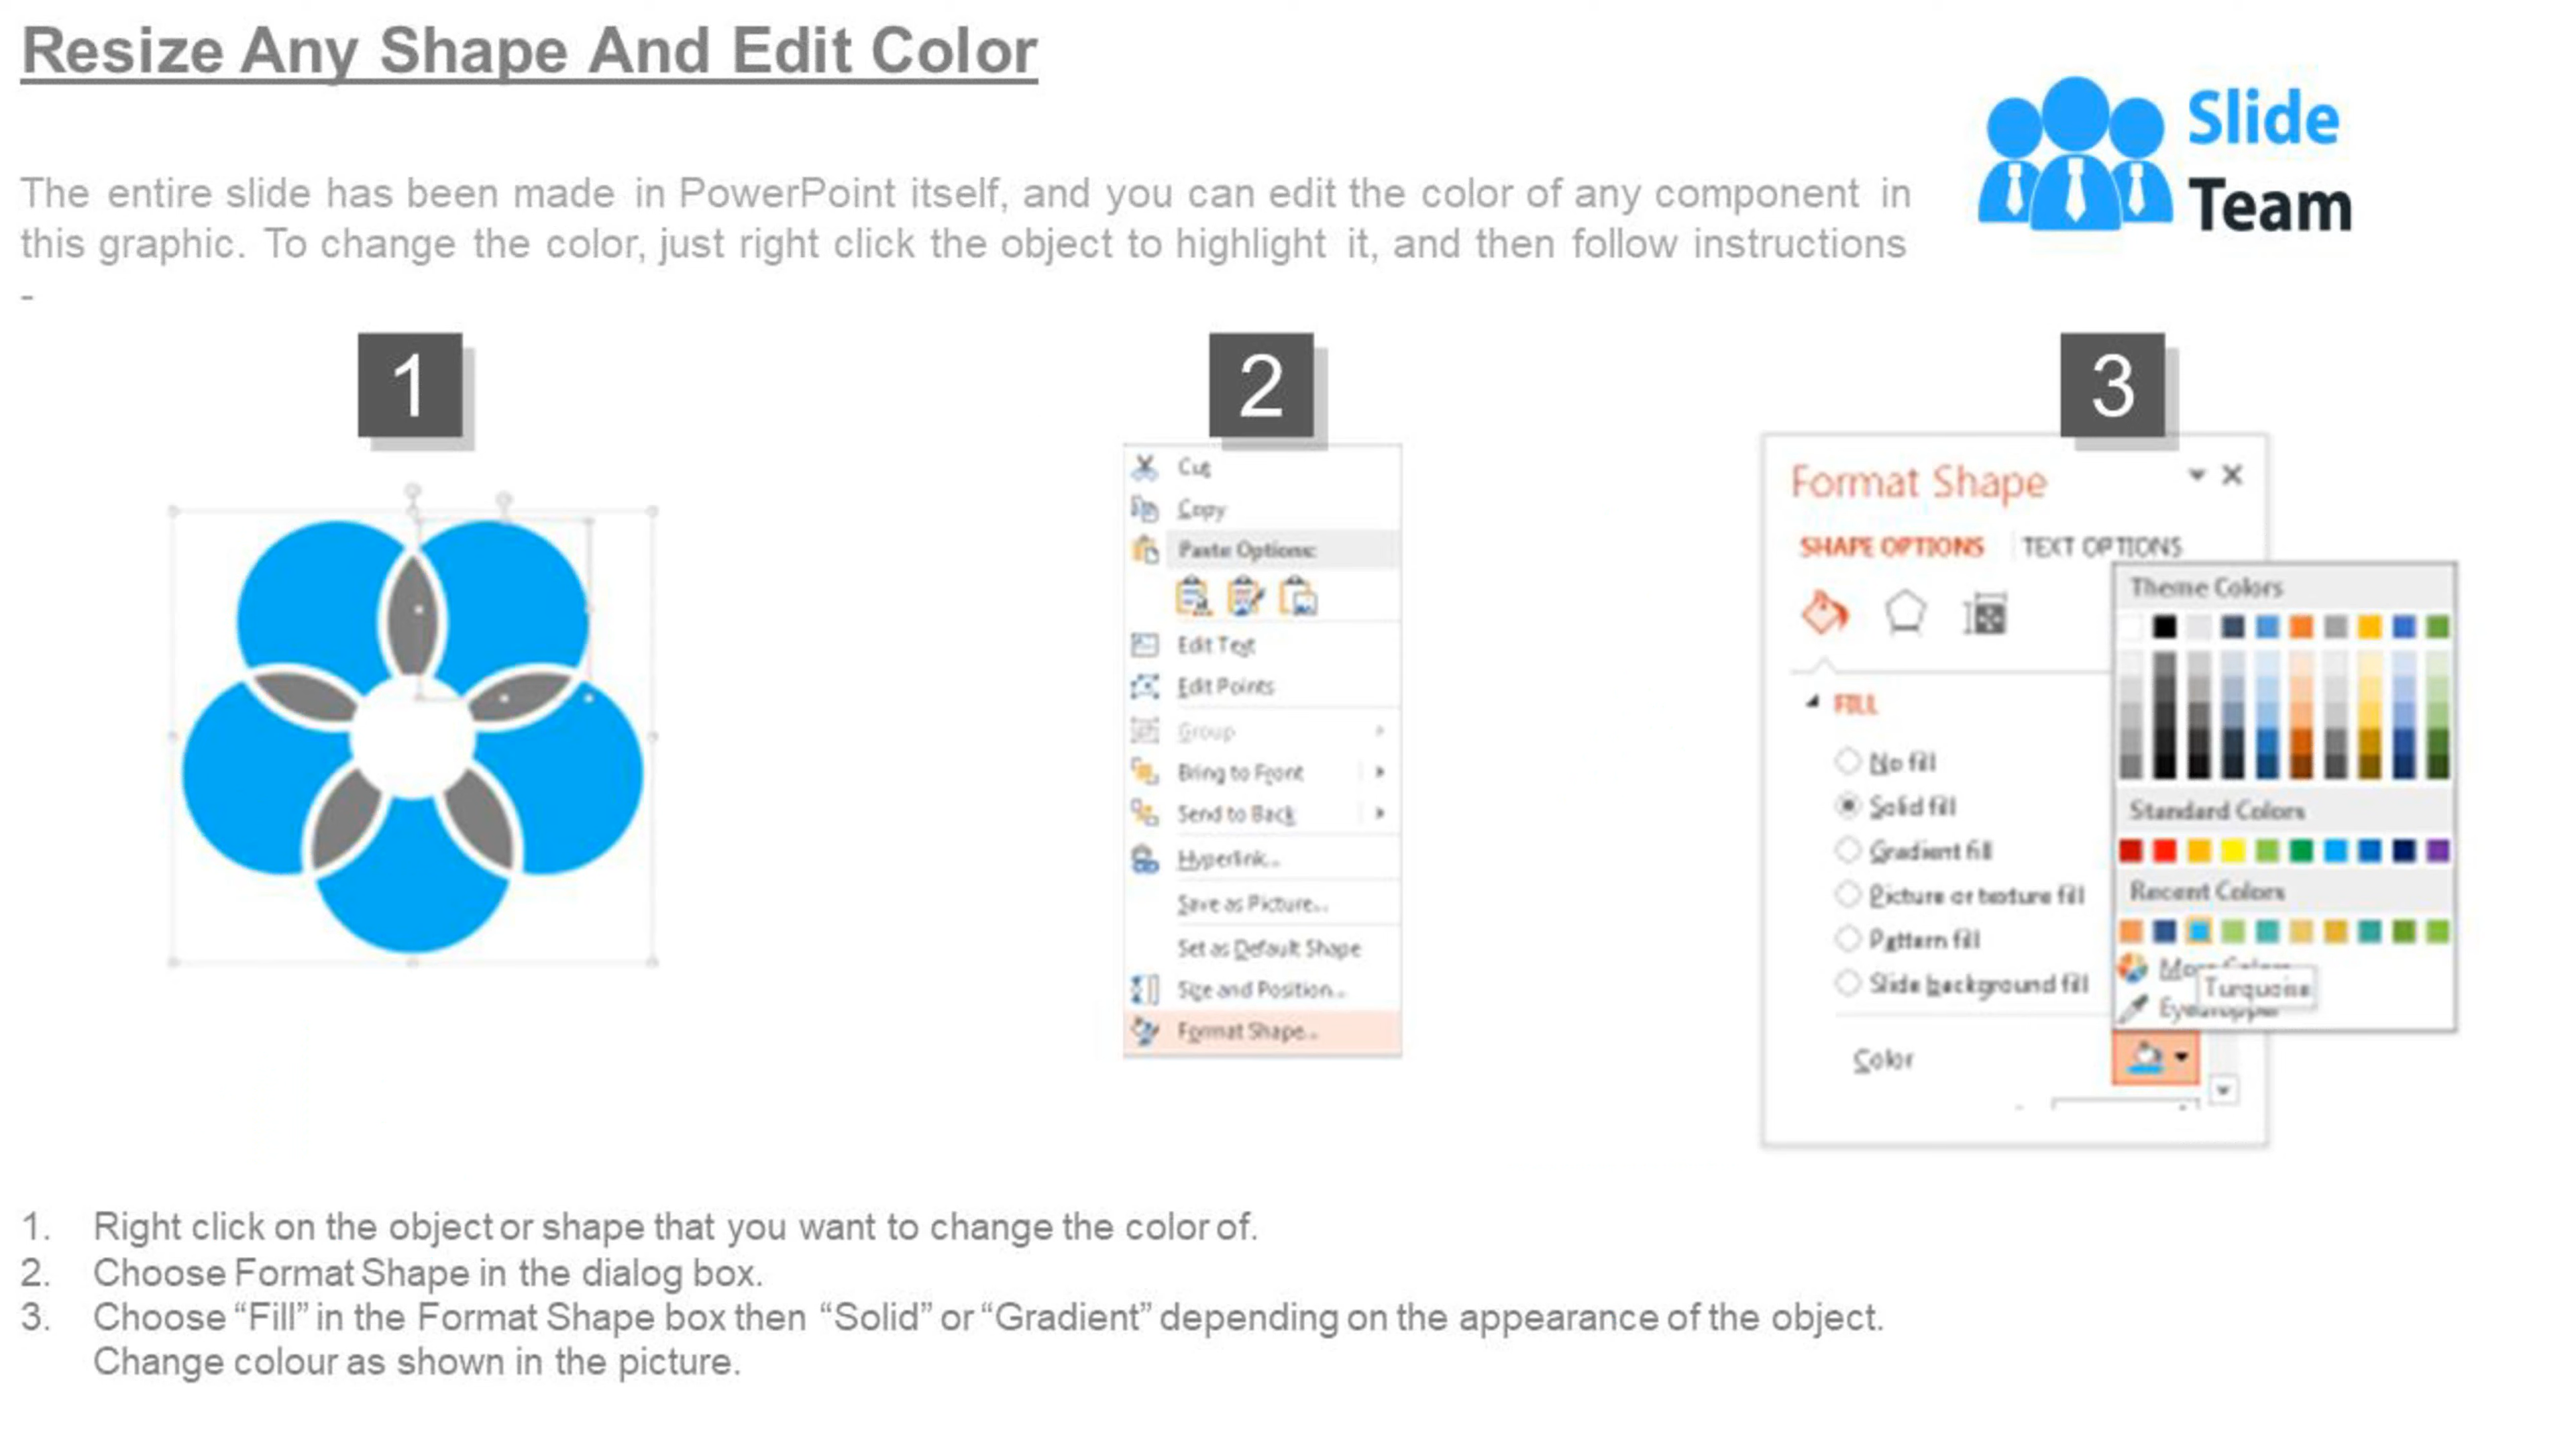 Resize Any Shape And Edit Color
Slide
Team
The entire slide has been made in PowerPoint itself, and you can edit the color of any component in
this graphic. To change the color, just right click the object to highlight it, and then follow instructions
-
1
2
3
Cut
Copy
Paste Options:
Edit Text
Edit Points
Group
Bring to Front
Send to Back
Hyperlink...
Save as Picture...
Set as Default Shape
Size and Position...
Format Shape...
Format Shape
SHAPE OPTIONS
TEXT OPTIONS
FILL
No fill
Solid fill
Gradient fill
Picture or texture fill
Pattern fill
Slide background fill
Color
Theme Colors
Standard Colors
Recent Colors
Turquoise
1. Right click on the object or shape that you want to change the color of.
2. Choose Format Shape in the dialog box.
3. Choose “Fill” in the Format Shape box then “Solid” or “Gradient” depending on the appearance of the object.
Change colour as shown in the picture.